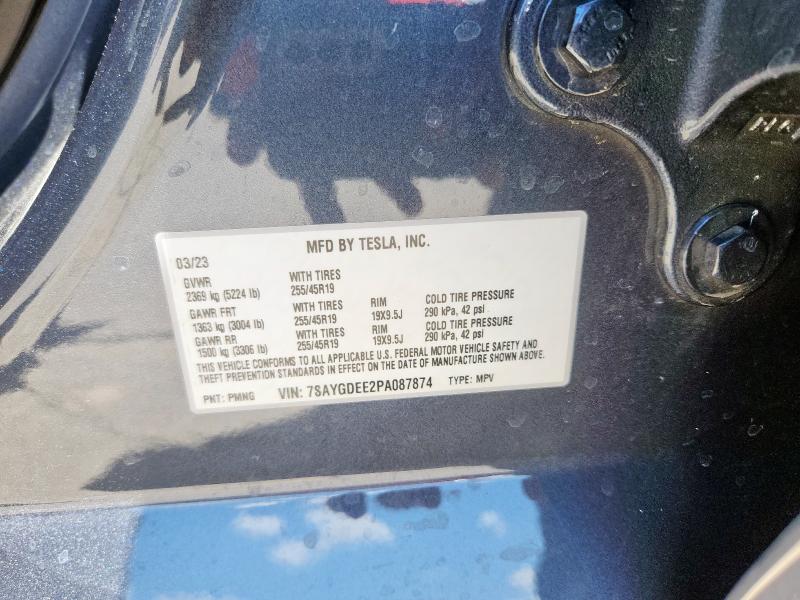 MFD BY TESLA, INC.
03/23
GVWR WITH TIRES
2369 kg (5224 lb) 255/45R19
GAWR FRT WITH TIRES RIM COLD TIRE PRESSURE
1363 kg (3004 lb) 255/45R19 19X9.5J 290 kPa, 42 psi
GAWR RR WITH TIRES RIM COLD TIRE PRESSURE
1500 kg (3306 lb) 255/45R19 19X9.5J 290 kPa, 42 psi
THIS VEHICLE CONFORMS TO ALL APPLICABLE U.S. FEDERAL MOTOR VEHICLE SAFETY AND
THEFT PREVENTION STANDARDS IN EFFECT ON THE DATE OF MANUFACTURE SHOWN ABOVE.
PNT: PMNG VIN: 7SAYGDEE2PA087874 TYPE: MPV